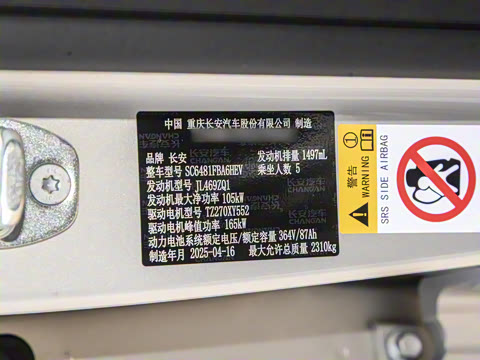 中国 重庆长安汽车股份有限公司 制造
品牌 长安 发动机排量 1497mL
整车型号 SC6481FBA6HEV 乘坐人数 5
发动机型号 JL469ZQ1
发动机最大净功率 105kW
驱动电机型号 TZ270XY552
驱动电机峰值功率 165kW
动力电池系统额定电压/额定容量 364V/87Ah
制造年月 2025-04-16 最大允许总质量 2310kg
长安汽车
CHANGAN
警告
WARNING
SRS SIDE AIRBAG